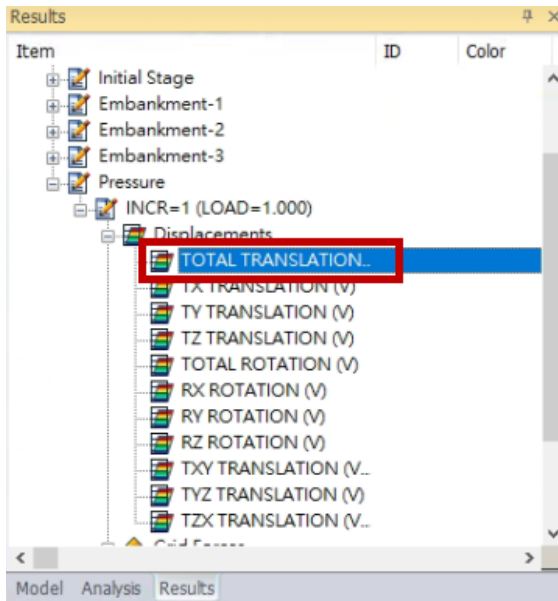 Results
Item ID Color
Initial Stage
Embankment-1
Embankment-2
Embankment-3
Pressure
INCR=1 (LOAD=1.000)
Displacements
TOTAL TRANSLATION...
TX TRANSLATION (V)
TY TRANSLATION (V)
TZ TRANSLATION (V)
TOTAL ROTATION (V)
RX ROTATION (V)
RY ROTATION (V)
RZ ROTATION (V)
TXY TRANSLATION (V...
TYZ TRANSLATION (V)
TZX TRANSLATION (V...
Grid Forces
Model Analysis Results